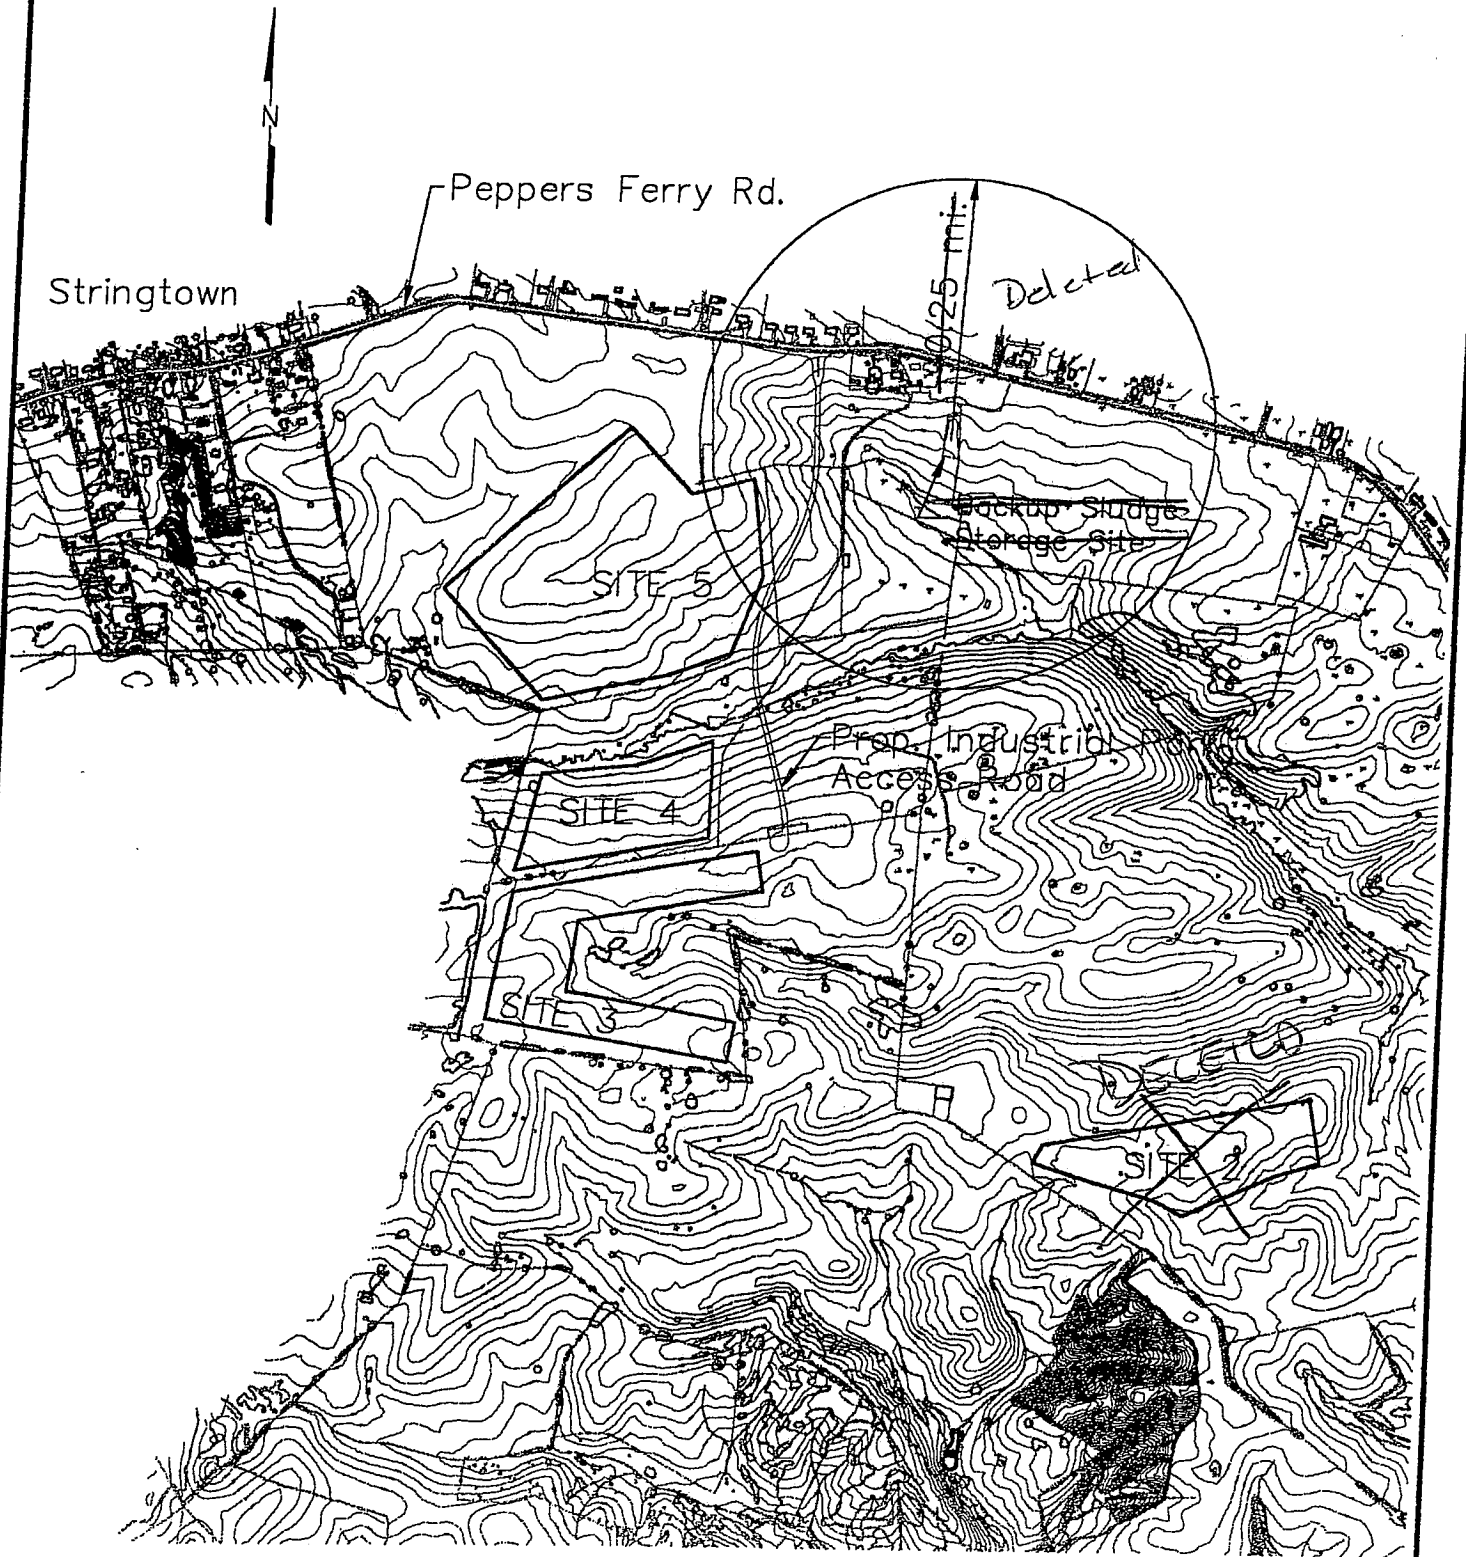 N
Peppers Ferry Rd.
0.25 mi.
Deleted
Stringtown
Backup Sludge
Storage Site
SITE 5
Prop. Industrial Park
Access Road
SITE 4
SITE 3
DELETED
SITE 2